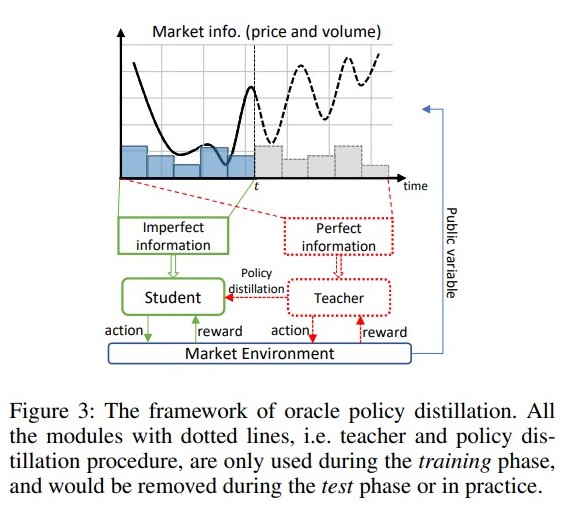 Market info. (price and volume)
t
time
Imperfect
information
Perfect
information
Public variable
Policy
distillation
Student
Teacher
action
reward
action
reward
Market Environment
Figure 3: The framework of oracle policy distillation. All
the modules with dotted lines, i.e. teacher and policy dis-
tillation procedure, are only used during the training phase,
and would be removed during the test phase or in practice.